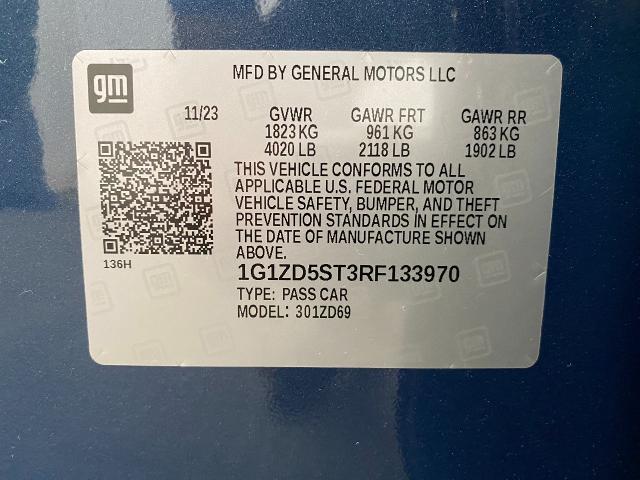 gm
MFD BY GENERAL MOTORS LLC
11/23 GVWR GAWR FRT GAWR RR
1823 KG 961 KG 863 KG
4020 LB 2118 LB 1902 LB
THIS VEHICLE CONFORMS TO ALL
APPLICABLE U.S. FEDERAL MOTOR
VEHICLE SAFETY, BUMPER, AND THEFT
PREVENTION STANDARDS IN EFFECT ON
THE DATE OF MANUFACTURE SHOWN
ABOVE.
136H
1G1ZD5ST3RF133970
TYPE: PASS CAR
MODEL: 301ZD69